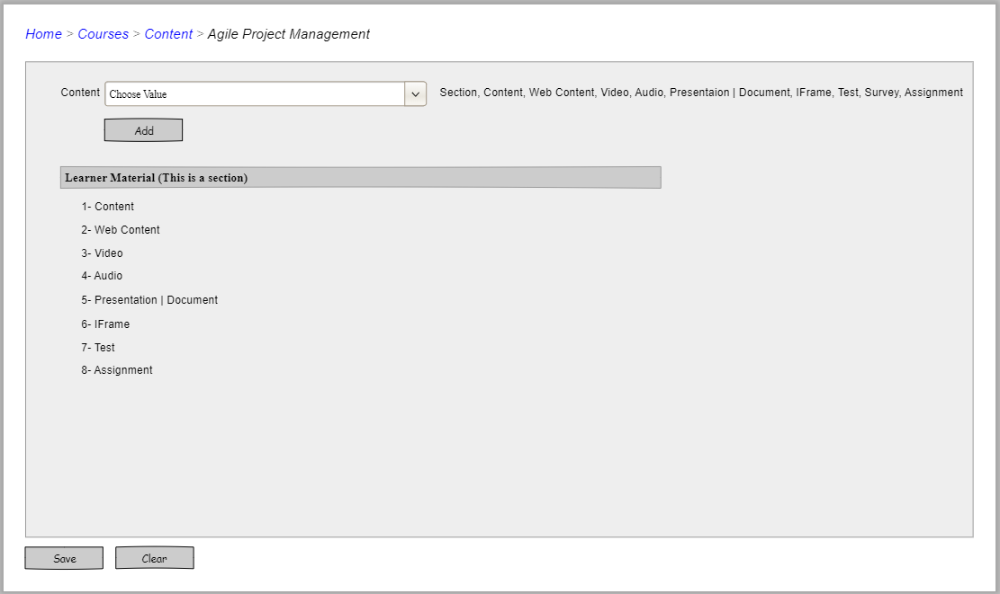 Home > Courses > Content > Agile Project Management
Content Choose Value Section, Content, Web Content, Video, Audio, Presentaion | Document, IFrame, Test, Survey, Assignment
Add
Learner Material (This is a section)
1- Content
2- Web Content
3- Video
4- Audio
5- Presentation | Document
6- IFrame
7- Test
8- Assignment
Save Clear